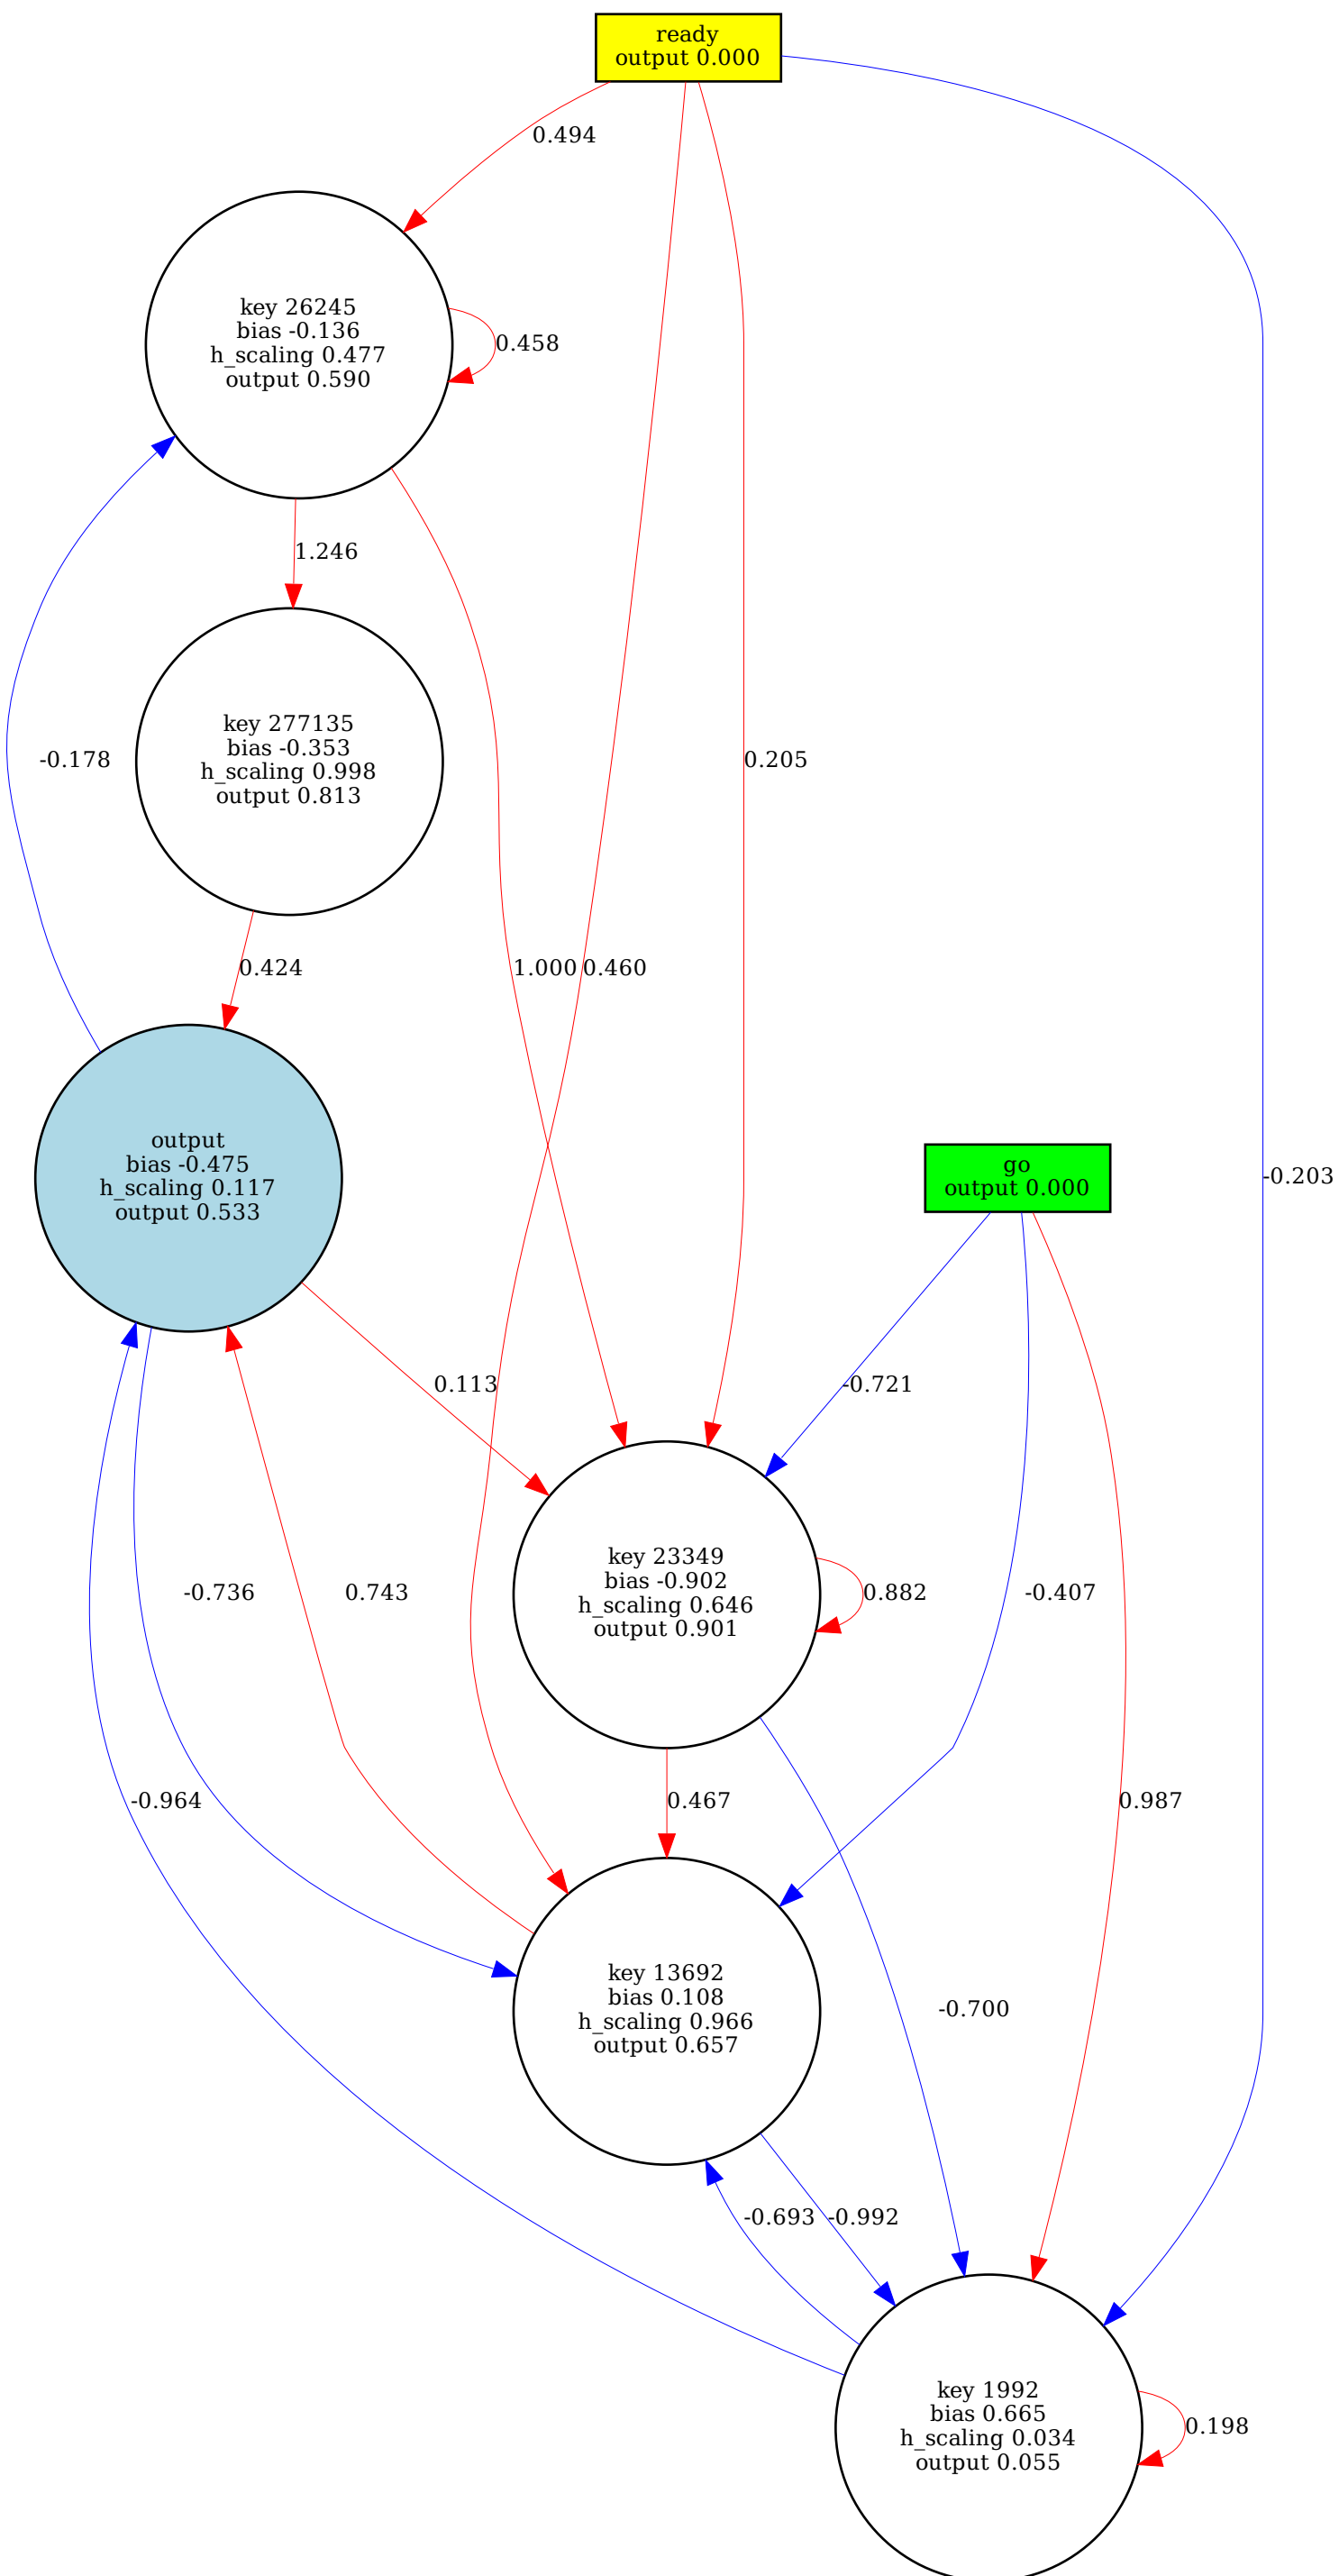 ready
output 0.000
0.494
key 26245
bias -0.136
h_scaling 0.477
output 0.590
0.458
1.246
key 277135
bias -0.353
h_scaling 0.998
output 0.813
-0.178
0.205
0.424
1.000
0.460
output
bias -0.475
h_scaling 0.117
output 0.533
go
output 0.000
-0.203
0.113
-0.721
key 23349
bias -0.902
h_scaling 0.646
output 0.901
-0.736
0.743
0.882
-0.407
-0.964
0.467
0.987
key 13692
bias 0.108
h_scaling 0.966
output 0.657
-0.700
-0.693
-0.992
key 1992
bias 0.665
h_scaling 0.034
output 0.055
0.198